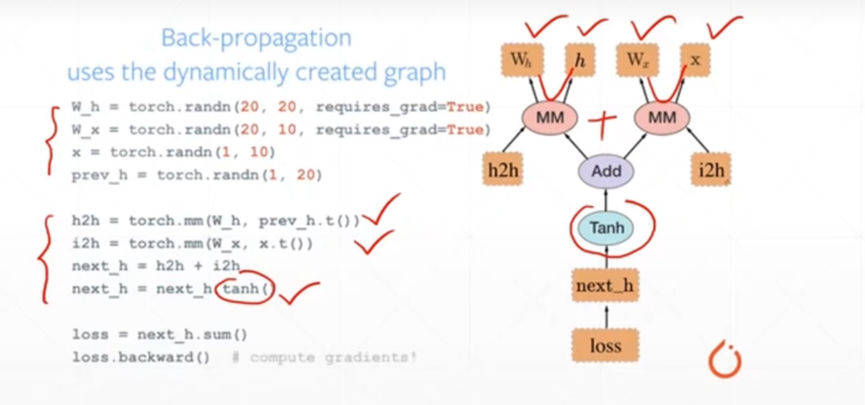 Back-propagation
uses the dynamically created graph
W_h = torch.randn(20, 20, requires_grad=True)
W_x = torch.randn(20, 10, requires_grad=True)
x = torch.randn(1, 10)
prev_h = torch.randn(1, 20)
h2h = torch.mm(W_h, prev_h.t())
i2h = torch.mm(W_x, x.t())
next_h = h2h + i2h
next_h = next_h.tanh()
loss = next_h.sum()
loss.backward() # compute gradients!
Wh h Wx x
MM + MM
h2h Add i2h
Tanh
next_h
loss